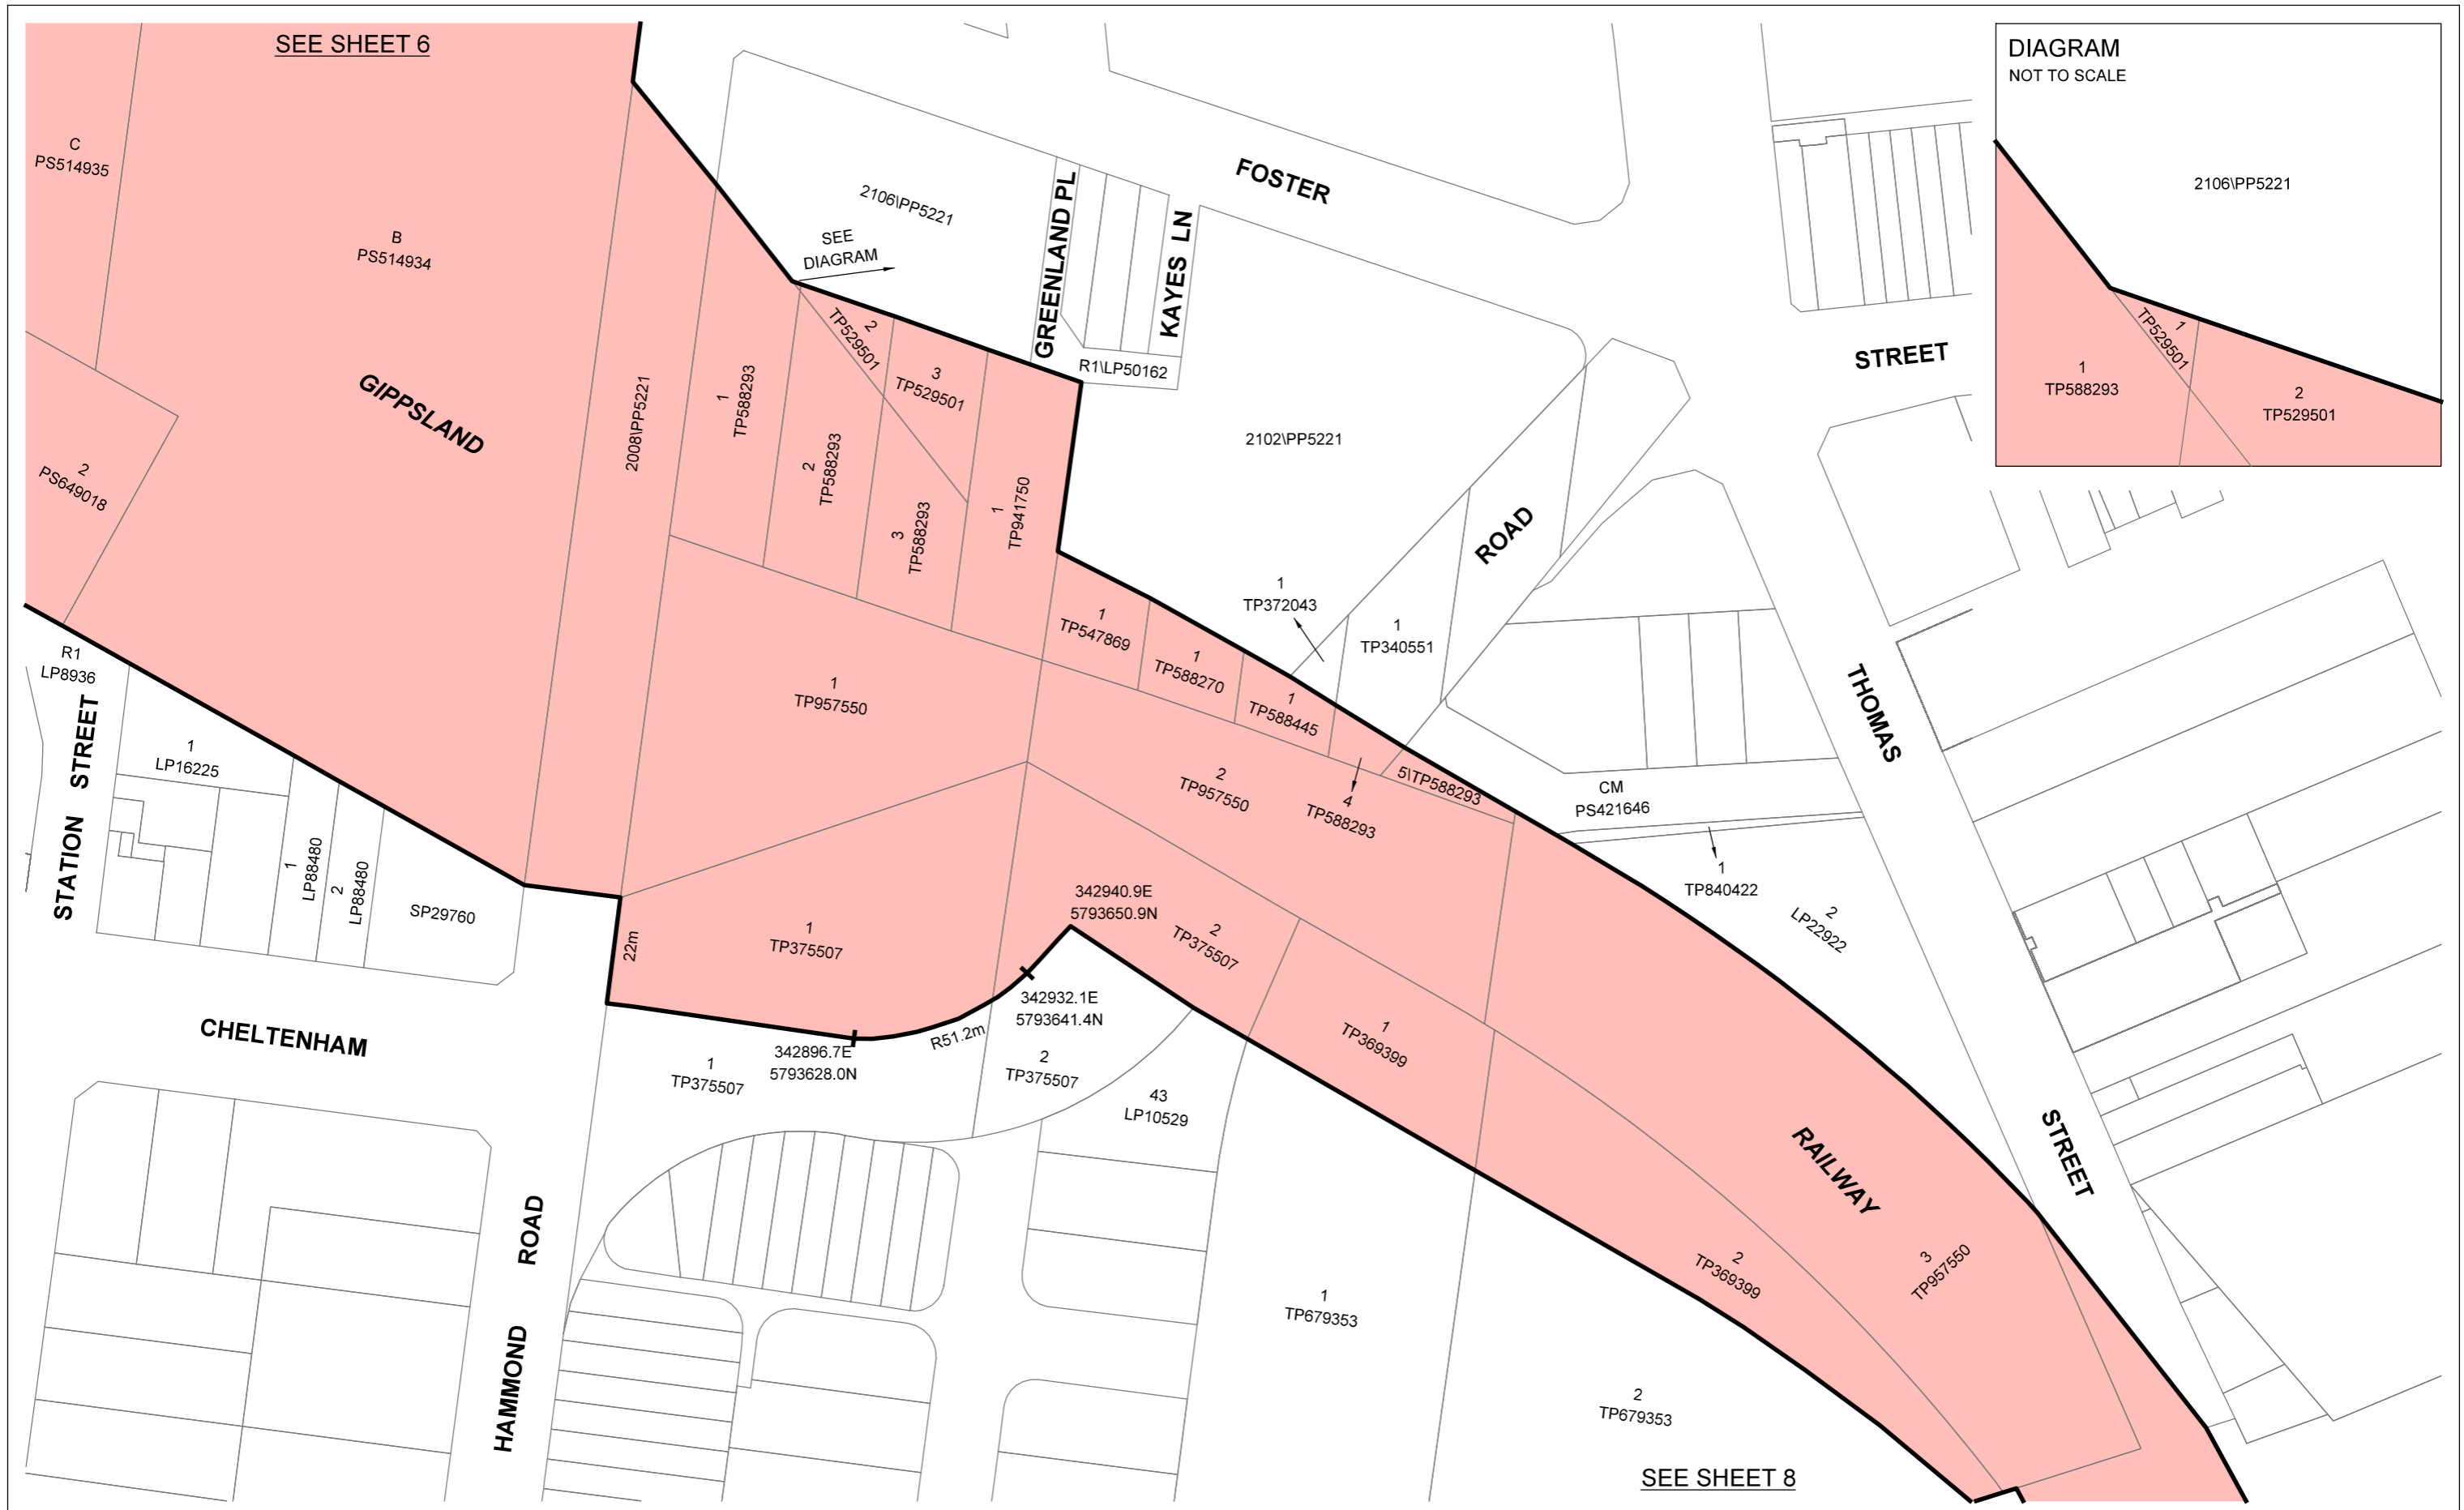 SEE SHEET 6
C
PS514935
B
PS514934
GIPPSLAND
2
PS649018
2008\PP5221
1
TP588293
2
TP588293
3
TP588293
2106\PP5221
SEE
DIAGRAM
2
TP529501
3
TP529501
1
TP941750
GREENLAND PL
KAYES LN
R1\LP50162
FOSTER
STREET
2102\PP5221
ROAD
DIAGRAM
NOT TO SCALE
2106\PP5221
1
TP529501
1
TP588293
2
TP529501
1
TP547869
1
TP588270
1
TP588445
1
TP372043
1
TP340551
5\TP588293
4
TP588293
THOMAS
STREET
CM
PS421646
1
TP840422
2
LP22922
R1
LP8936
STATION STREET
1
LP16225
1
LP88480
2
LP88480
SP29760
1
TP957550
2
TP957550
22m
1
TP375507
342940.9E
5793650.9N
2
TP375507
342932.1E
5793641.4N
R51.2m
342896.7E
5793628.0N
1
TP375507
2
TP375507
43
LP10529
1
TP369399
CHELTENHAM
HAMMOND ROAD
RAILWAY
2
TP369399
3
TP957550
1
TP679353
2
TP679353
SEE SHEET 8